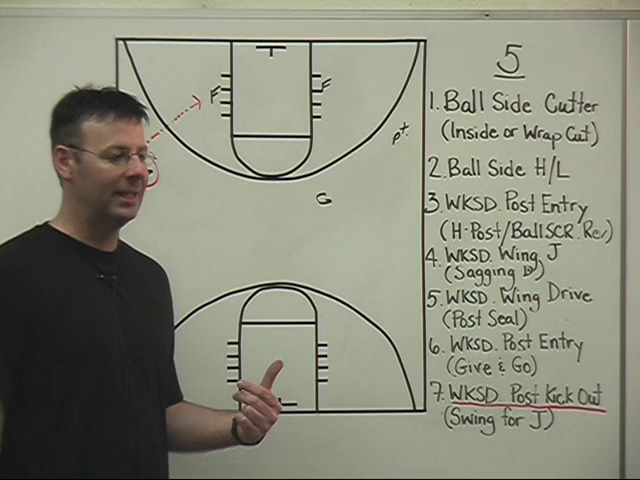 5
1. Ball Side Cutter
(Inside or Wrap Cut)
2. Ball Side H/L
3. WKSD. Post Entry
(H-Post/Ball SCR. Rev)
4. WKSD. Wing J
(Sagging D)
5. WKSD. Wing Drive
(Post Seal)
6. WKSD. Post Entry
(Give & Go)
7. WKSD Post Kick Out
(Swing for J)
F
F
G